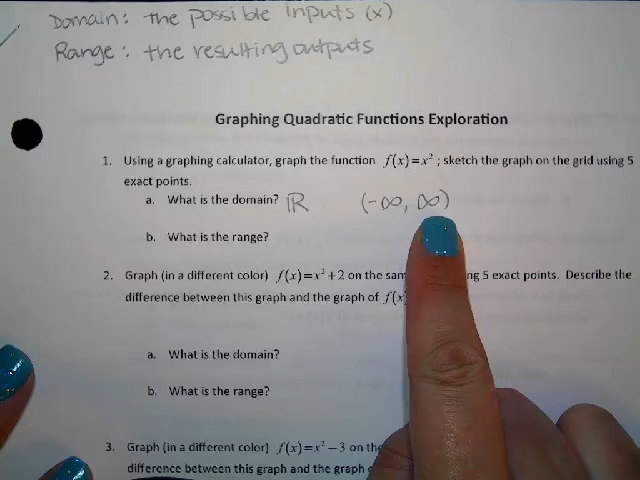 Domain: the possible inputs (x)
Range: the resulting outputs
Graphing Quadratic Functions Exploration
1. Using a graphing calculator, graph the function f(x)=x²; sketch the graph on the grid using 5
exact points.
a. What is the domain? ℝ (-∞, ∞)
b. What is the range?
2. Graph (in a different color) f(x)=x²+2 on the sam ng 5 exact points. Describe the
difference between this graph and the graph of f(x
a. What is the domain?
b. What is the range?
3. Graph (in a different color) f(x)=x²−3 on the
difference between this graph and the graph